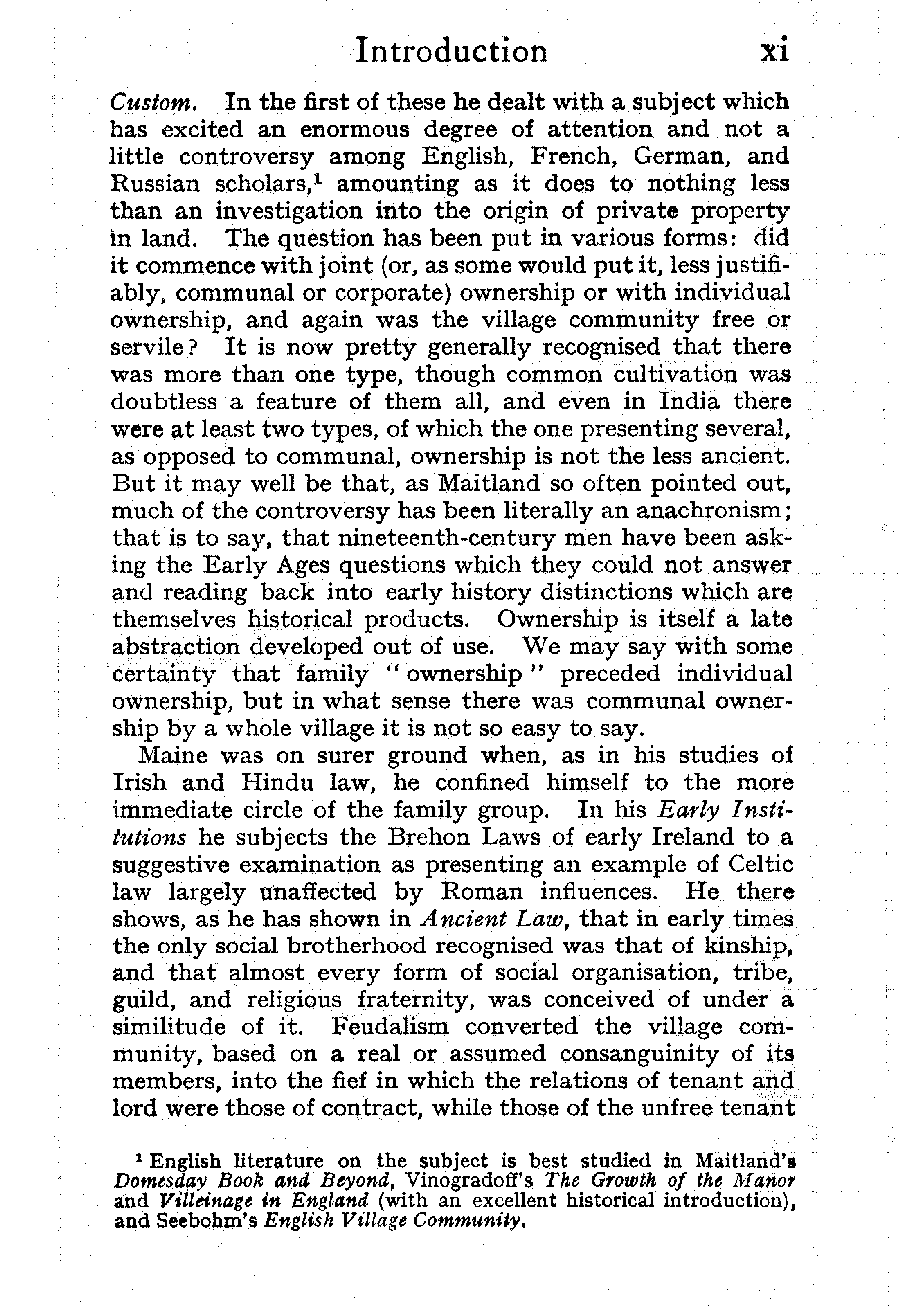 Introduction xi
Custom. In the first of these he dealt with a subject which
has excited an enormous degree of attention and not a
little controversy among English, French, German, and
Russian scholars,¹ amounting as it does to nothing less
than an investigation into the origin of private property
in land. The question has been put in various forms: did
it commence with joint (or, as some would put it, less justifi-
ably, communal or corporate) ownership or with individual
ownership, and again was the village community free or
servile? It is now pretty generally recognised that there
was more than one type, though common cultivation was
doubtless a feature of them all, and even in India there
were at least two types, of which the one presenting several,
as opposed to communal, ownership is not the less ancient.
But it may well be that, as Maitland so often pointed out,
much of the controversy has been literally an anachronism;
that is to say, that nineteenth-century men have been ask-
ing the Early Ages questions which they could not answer
and reading back into early history distinctions which are
themselves historical products. Ownership is itself a late
abstraction developed out of use. We may say with some
certainty that family "ownership" preceded individual
ownership, but in what sense there was communal owner-
ship by a whole village it is not so easy to say.
Maine was on surer ground when, as in his studies of
Irish and Hindu law, he confined himself to the more
immediate circle of the family group. In his Early Insti-
tutions he subjects the Brehon Laws of early Ireland to a
suggestive examination as presenting an example of Celtic
law largely unaffected by Roman influences. He there
shows, as he has shown in Ancient Law, that in early times
the only social brotherhood recognised was that of kinship,
and that almost every form of social organisation, tribe,
guild, and religious fraternity, was conceived of under a
similitude of it. Feudalism converted the village com-
munity, based on a real or assumed consanguinity of its
members, into the fief in which the relations of tenant and
lord were those of contract, while those of the unfree tenant
¹ English literature on the subject is best studied in Maitland's
Domesday Book and Beyond, Vinogradoff's The Growth of the Manor
and Villeinage in England (with an excellent historical introduction),
and Seebohm's English Village Community.